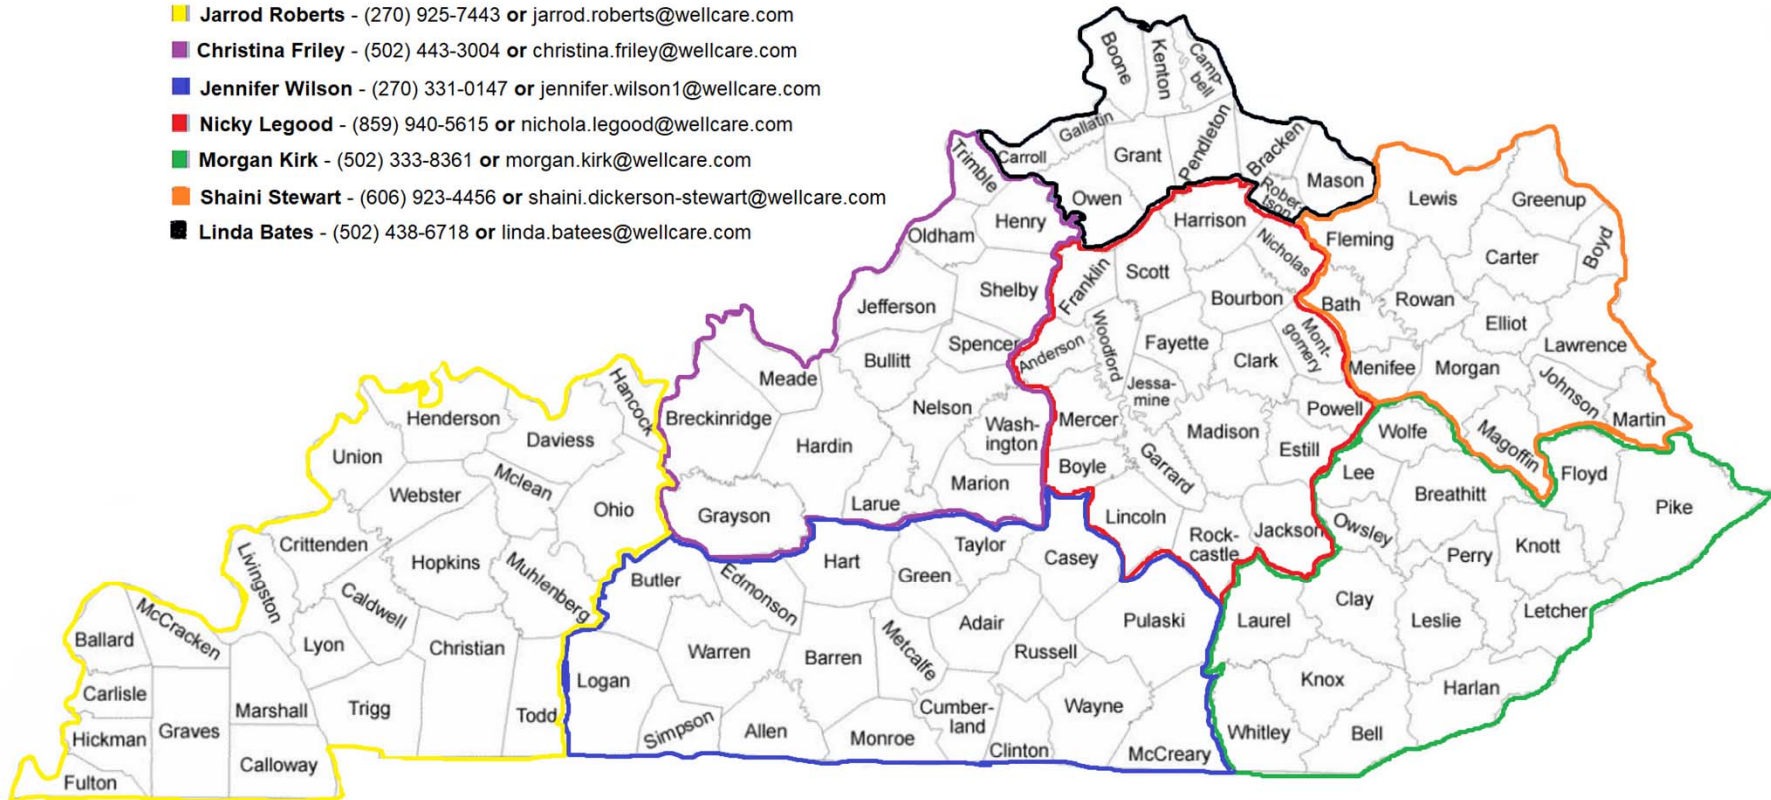 Jarrod Roberts - (270) 925-7443 or jarrod.roberts@wellcare.com
Christina Friley - (502) 443-3004 or christina.friley@wellcare.com
Jennifer Wilson - (270) 331-0147 or jennifer.wilson1@wellcare.com
Nicky Legood - (859) 940-5615 or nichola.legood@wellcare.com
Morgan Kirk - (502) 333-8361 or morgan.kirk@wellcare.com
Shaini Stewart - (606) 923-4456 or shaini.dickerson-stewart@wellcare.com
Linda Bates - (502) 438-6718 or linda.batees@wellcare.com
Boone
Kenton
Camp-
bell
Gallatin
Carroll
Grant
Pendleton
Bracken
Mason
Owen
Rober-
tson
Trimble
Henry
Oldham
Shelby
Jefferson
Spencer
Bullitt
Meade
Breckinridge
Hardin
Nelson
Wash-
ington
Marion
Larue
Grayson
Harrison
Nicholas
Franklin
Scott
Bourbon
Woodford
Fayette
Anderson
Clark
Mont-
gomery
Jessa-
mine
Mercer
Powell
Madison
Estill
Boyle
Garrard
Lincoln
Rock-
castle
Jackson
Lewis
Greenup
Fleming
Carter
Boyd
Bath
Rowan
Elliot
Lawrence
Menifee
Morgan
Johnson
Martin
Magoffin
Wolfe
Lee
Breathitt
Floyd
Pike
Owsley
Perry
Knott
Clay
Leslie
Letcher
Laurel
Knox
Harlan
Whitley
Bell
Hancock
Henderson
Daviess
Union
Webster
Mclean
Ohio
Crittenden
Livingston
Hopkins
Muhlenberg
Caldwell
Lyon
Christian
McCracken
Ballard
Carlisle
Graves
Marshall
Trigg
Todd
Hickman
Calloway
Fulton
Butler
Edmonson
Hart
Green
Taylor
Casey
Adair
Pulaski
Logan
Warren
Barren
Metcalfe
Russell
Simpson
Allen
Monroe
Cumber-
land
Clinton
Wayne
McCreary